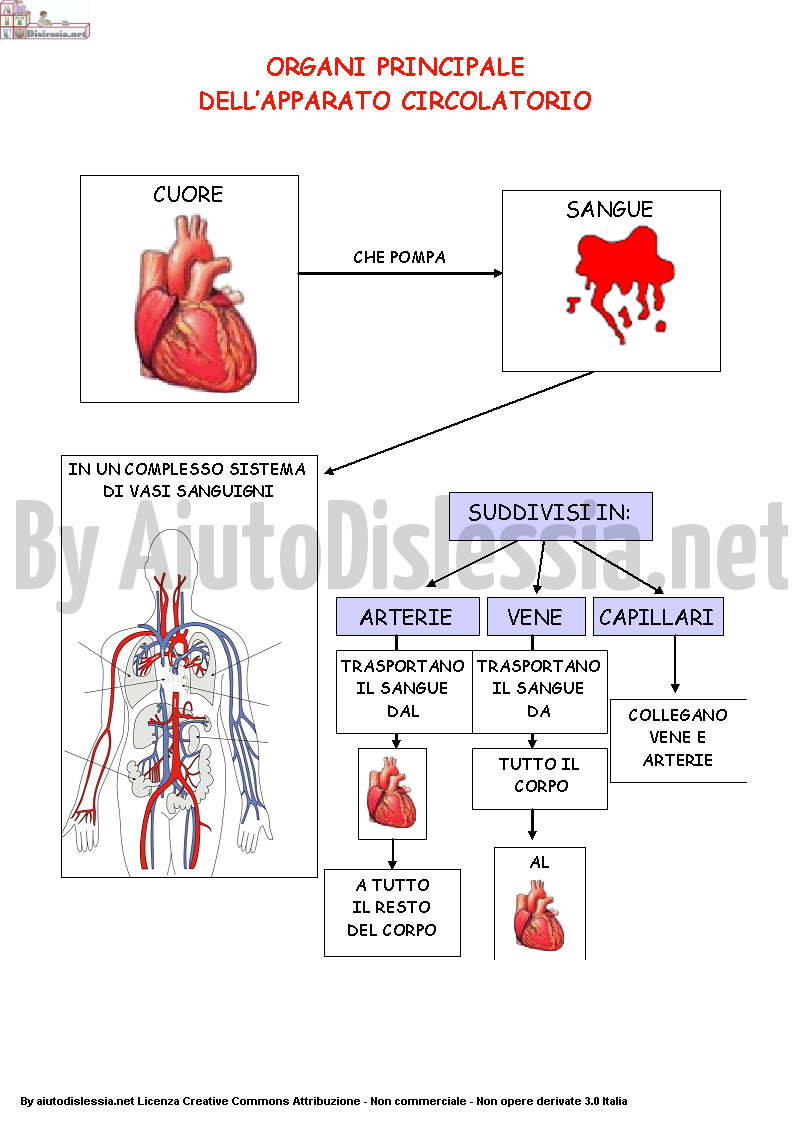 Dislessia.net
ORGANI PRINCIPALE
DELL'APPARATO CIRCOLATORIO
CUORE
CHE POMPA
SANGUE
IN UN COMPLESSO SISTEMA
DI VASI SANGUIGNI
By AiutoDislessia.net
SUDDIVISI IN:
ARTERIE
VENE
CAPILLARI
TRASPORTANO
IL SANGUE
DAL
TRASPORTANO
IL SANGUE
DA
COLLEGANO
VENE E
ARTERIE
TUTTO IL
CORPO
A TUTTO
IL RESTO
DEL CORPO
AL
By aiutodislessia.net Licenza Creative Commons Attribuzione - Non commerciale - Non opere derivate 3.0 Italia